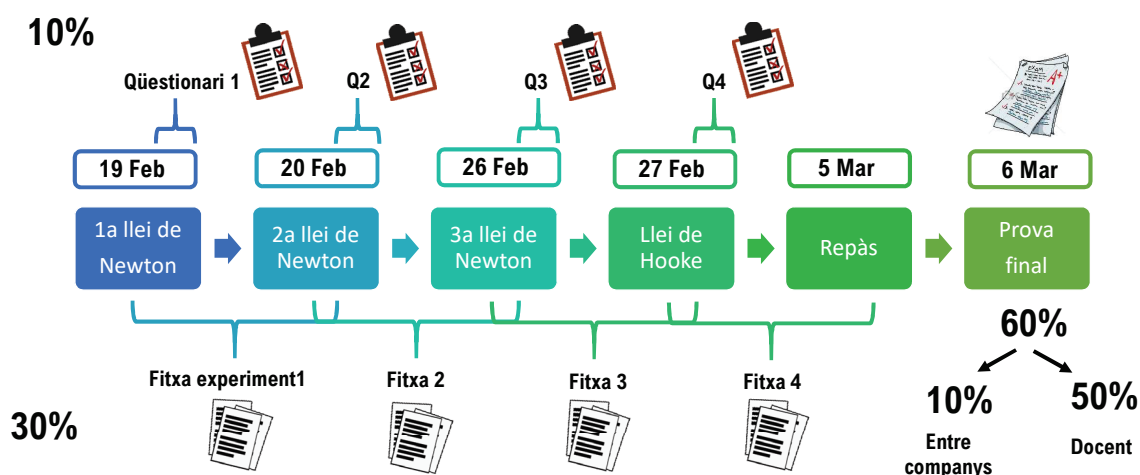 10%
Qüestionari 1
Q2
Q3
Q4
19 Feb
20 Feb
26 Feb
27 Feb
5 Mar
6 Mar
1a llei de
Newton
2a llei de
Newton
3a llei de
Newton
Llei de
Hooke
Repàs
Prova
final
60%
Fitxa experiment1
Fitxa 2
Fitxa 3
Fitxa 4
10%
50%
30%
Entre
companys
Docent
A+